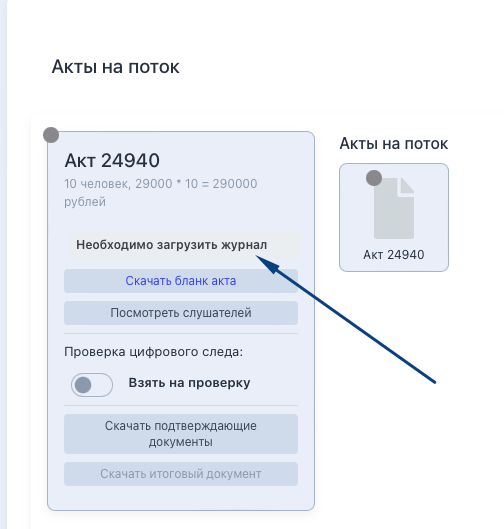 Акты на поток
Акт 24940
10 человек, 29000 * 10 = 290000
рублей
Необходимо загрузить журнал
Скачать бланк акта
Посмотреть слушателей
Проверка цифрового следа:
Взять на проверку
Скачать подтверждающие
документы
Скачать итоговый документ
Акты на поток
Акт 24940